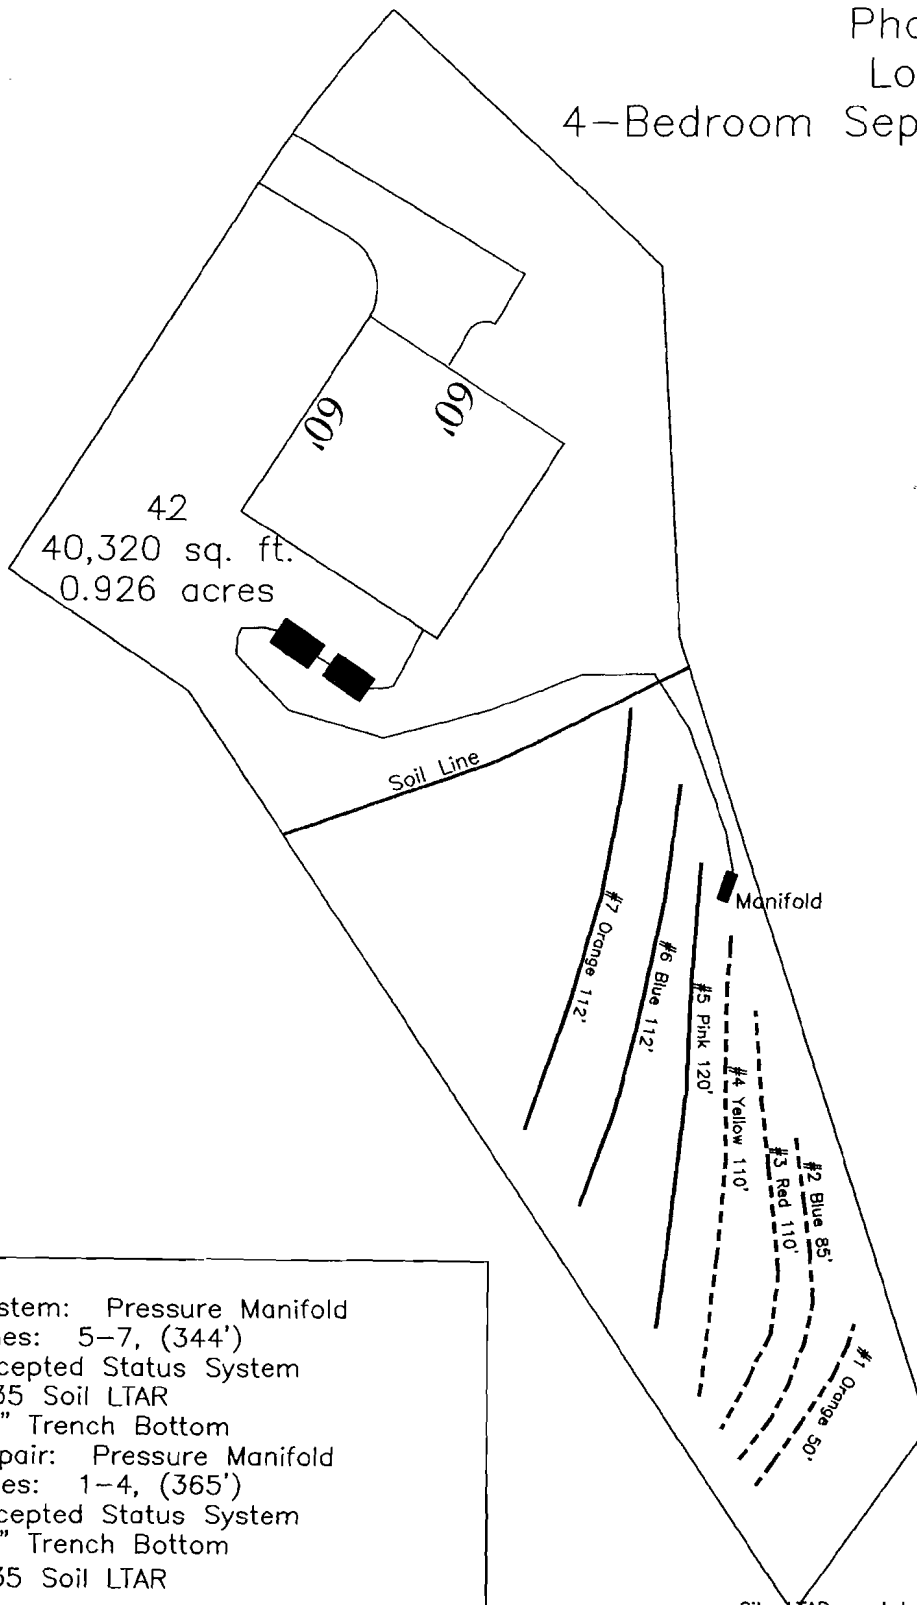 Pho
Lo
4-Bedroom Sep
60'
60'
42
40,320 sq. ft.
0.926 acres
Soil Line
Manifold
#7 Orange 112'
#6 Blue 112'
#5 Pink 120'
#4 Yellow 110'
#3 Red 110'
#2 Blue 85'
#1 Orange 50'
stem: Pressure Manifold
es: 5-7, (344')
cepted Status System
35 Soil LTAR
" Trench Bottom
pair: Pressure Manifold
es: 1-4, (365')
cepted Status System
" Trench Bottom
35 Soil LTAR